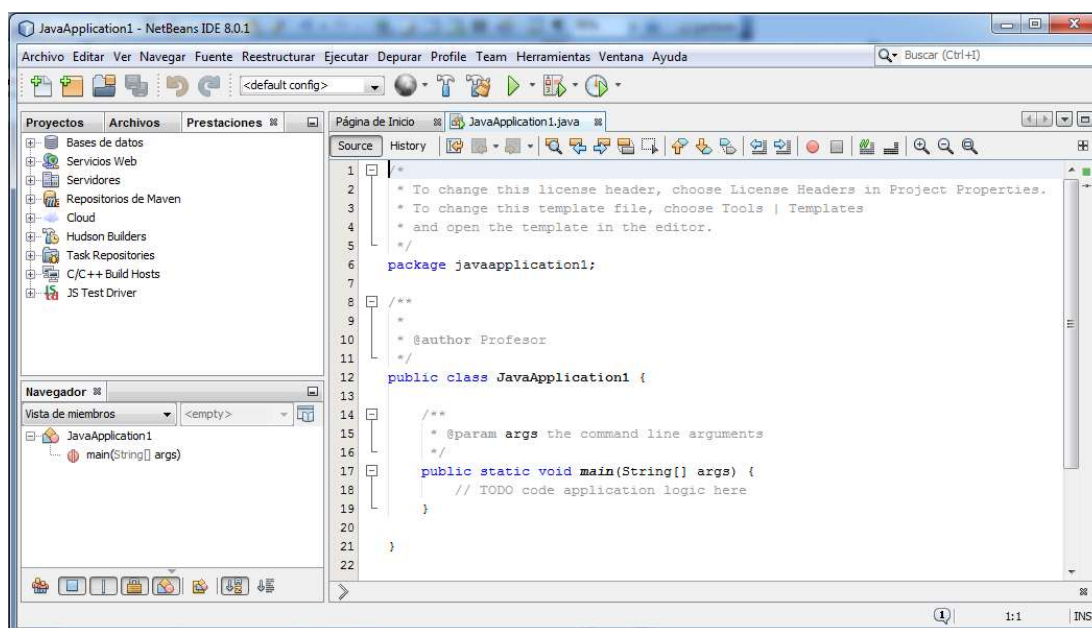 JavaApplication1 - NetBeans IDE 8.0.1
Archivo Editar Ver Navegar Fuente Reestructurar Ejecutar Depurar Profile Team Herramientas Ventana Ayuda
Buscar (Ctrl+I)
<default config>
Proyectos Archivos Prestaciones
Bases de datos
Servicios Web
Servidores
Repositorios de Maven
Cloud
Hudson Builders
Task Repositories
C/C++ Build Hosts
JS Test Driver
Navegador
Vista de miembros <empty>
JavaApplication1
main(String[] args)
Página de Inicio JavaApplication1.java
Source History
1 /*
2 * To change this license header, choose License Headers in Project Properties.
3 * To change this template file, choose Tools | Templates
4 * and open the template in the editor.
5 */
6 package javaapplication1;
7
8 /**
9 *
10 * @author Profesor
11 */
12 public class JavaApplication1 {
13
14 /**
15 * @param args the command line arguments
16 */
17 public static void main(String[] args) {
18 // TODO code application logic here
19 }
20
21 }
22
1 1:1 INS